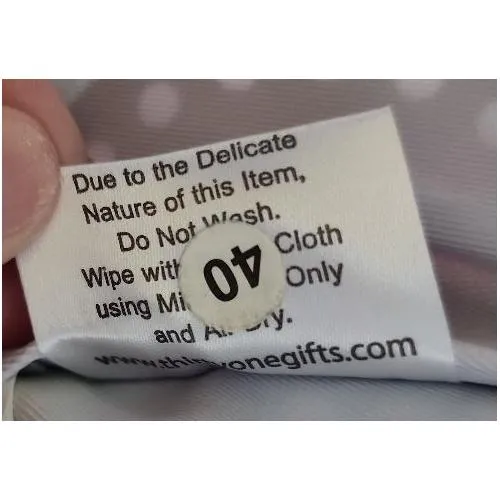 Due to the Delicate
Nature of this Item,
Do Not Wash.
Wipe with Cloth
40
using Only
and Dry.